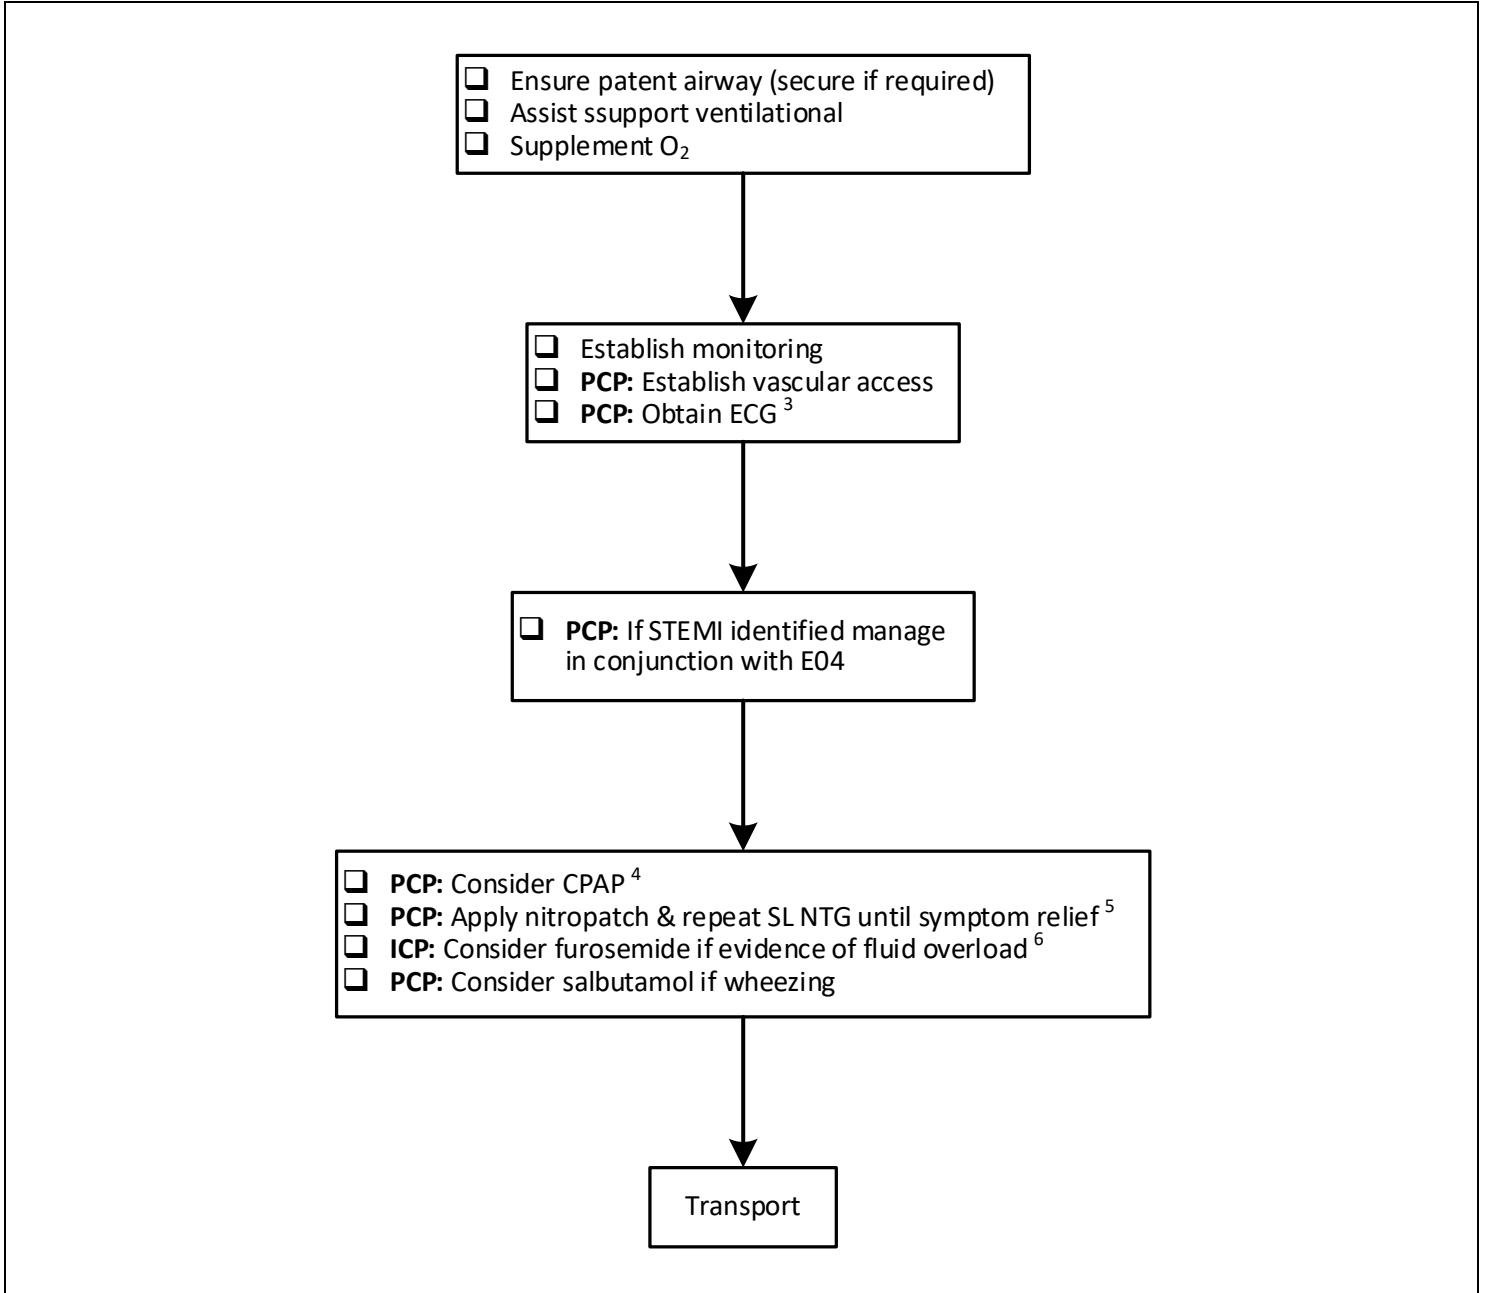 ❑ Ensure patent airway (secure if required)
❑ Assist ssupport ventilational
❑ Supplement O₂
❑ Establish monitoring
❑ PCP: Establish vascular access
❑ PCP: Obtain ECG ³
❑ PCP: If STEMI identified manage
in conjunction with E04
❑ PCP: Consider CPAP ⁴
❑ PCP: Apply nitropatch & repeat SL NTG until symptom relief ⁵
❑ ICP: Consider furosemide if evidence of fluid overload ⁶
❑ PCP: Consider salbutamol if wheezing
Transport